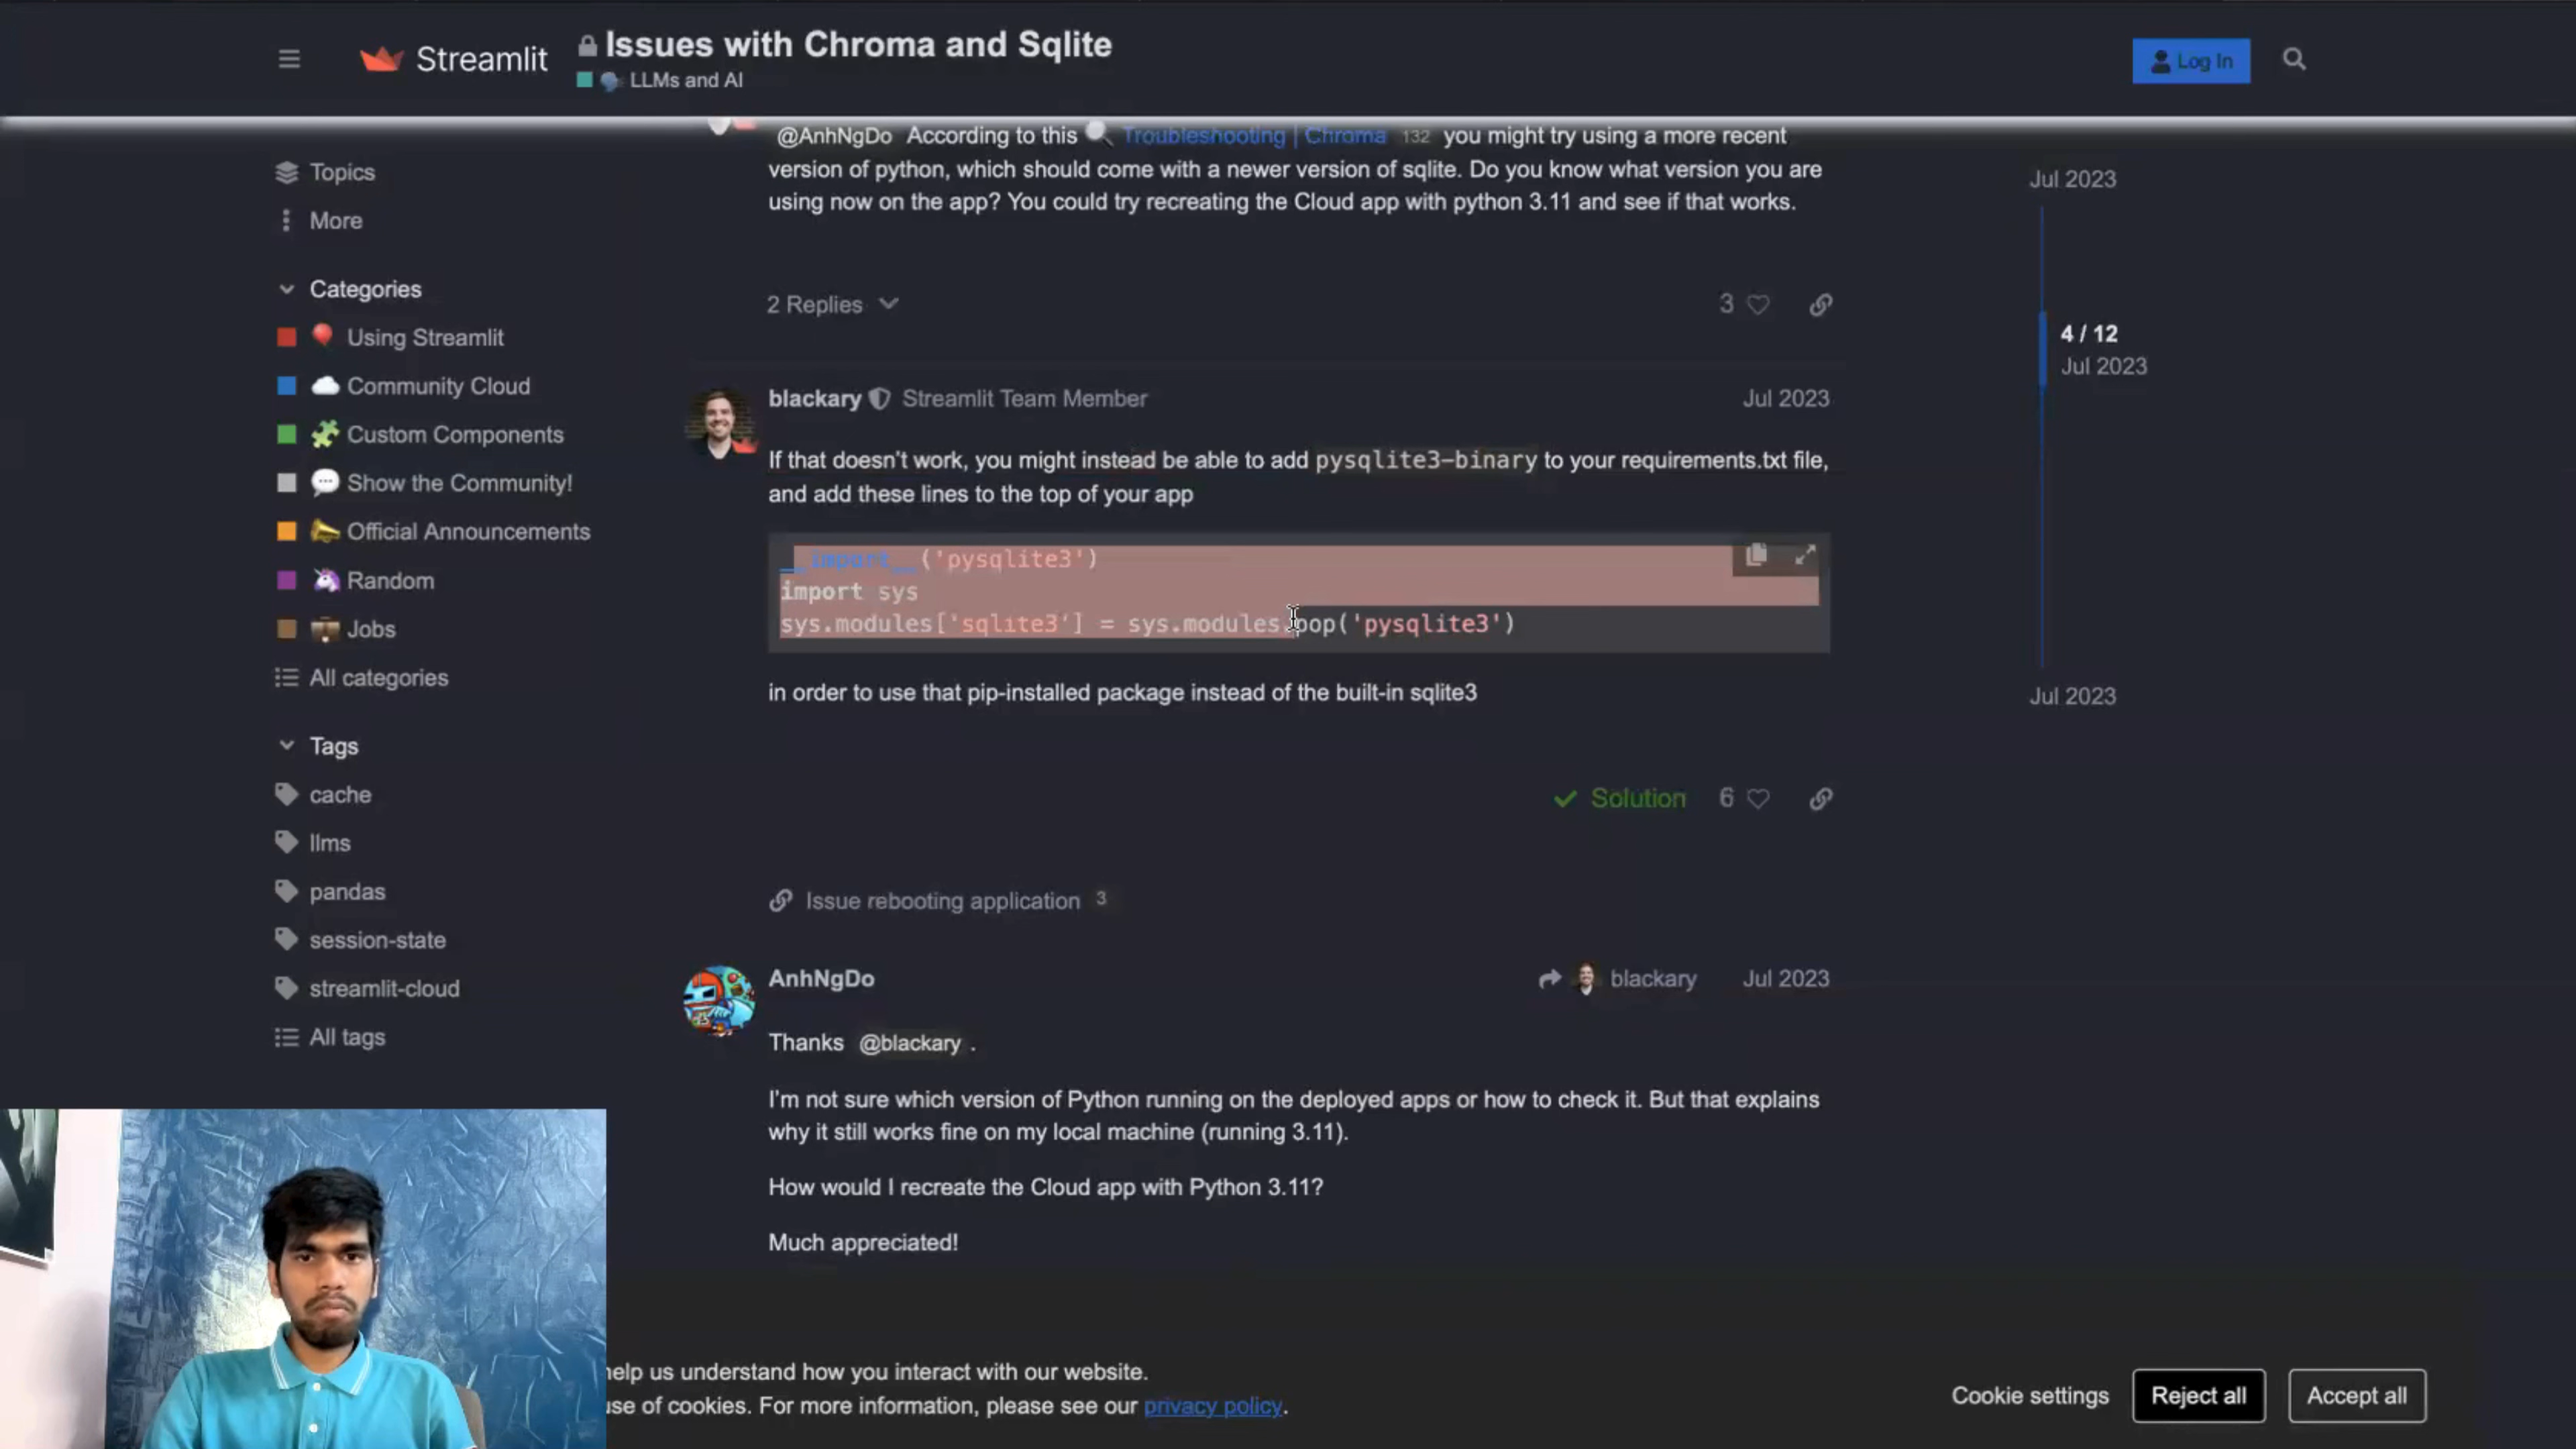 Streamlit
Issues with Chroma and Sqlite
LLMs and AI
Log In
Topics
More
Categories
Using Streamlit
Community Cloud
Custom Components
Show the Community!
Official Announcements
Random
Jobs
All categories
Tags
cache
llms
pandas
session-state
streamlit-cloud
All tags
@AnhNgDo According to this Troubleshooting | Chroma 132 you might try using a more recent
version of python, which should come with a newer version of sqlite. Do you know what version you are
using now on the app? You could try recreating the Cloud app with python 3.11 and see if that works.
2 Replies
3
blackary Streamlit Team Member Jul 2023
If that doesn't work, you might instead be able to add pysqlite3-binary to your requirements.txt file,
and add these lines to the top of your app
__import__('pysqlite3')
import sys
sys.modules['sqlite3'] = sys.modules.pop('pysqlite3')
in order to use that pip-installed package instead of the built-in sqlite3
Solution 6
Issue rebooting application 3
AnhNgDo blackary Jul 2023
Thanks @blackary .
I'm not sure which version of Python running on the deployed apps or how to check it. But that explains
why it still works fine on my local machine (running 3.11).
How would I recreate the Cloud app with Python 3.11?
Much appreciated!
Jul 2023
4 / 12
Jul 2023
Jul 2023
help us understand how you interact with our website.
use of cookies. For more information, please see our privacy policy.
Cookie settings
Reject all
Accept all